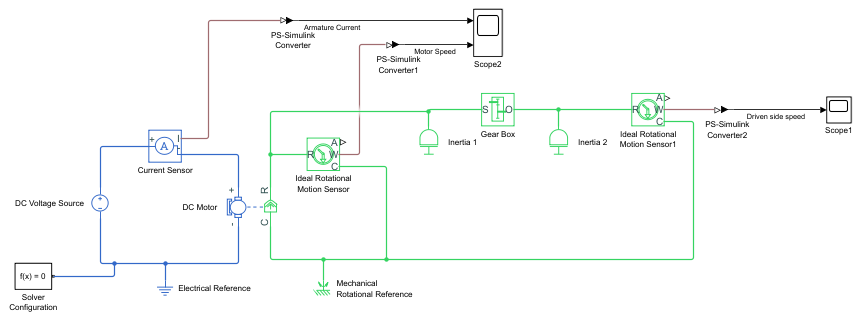 Armature Current
PS-Simulink
Converter
Motor Speed
PS-Simulink
Converter1
Scope2
A
W
C
R
S
O
Gear Box
Inertia 1
Inertia 2
Ideal Rotational
Motion Sensor1
PS-Simulink
Converter2
Driven side speed
Scope1
+
A
I
-
Current Sensor
A
W
C
R
Ideal Rotational
Motion Sensor
DC Voltage Source
+
-
DC Motor
+
-
R
C
f(x) = 0
Solver
Configuration
Electrical Reference
Mechanical
Rotational Reference